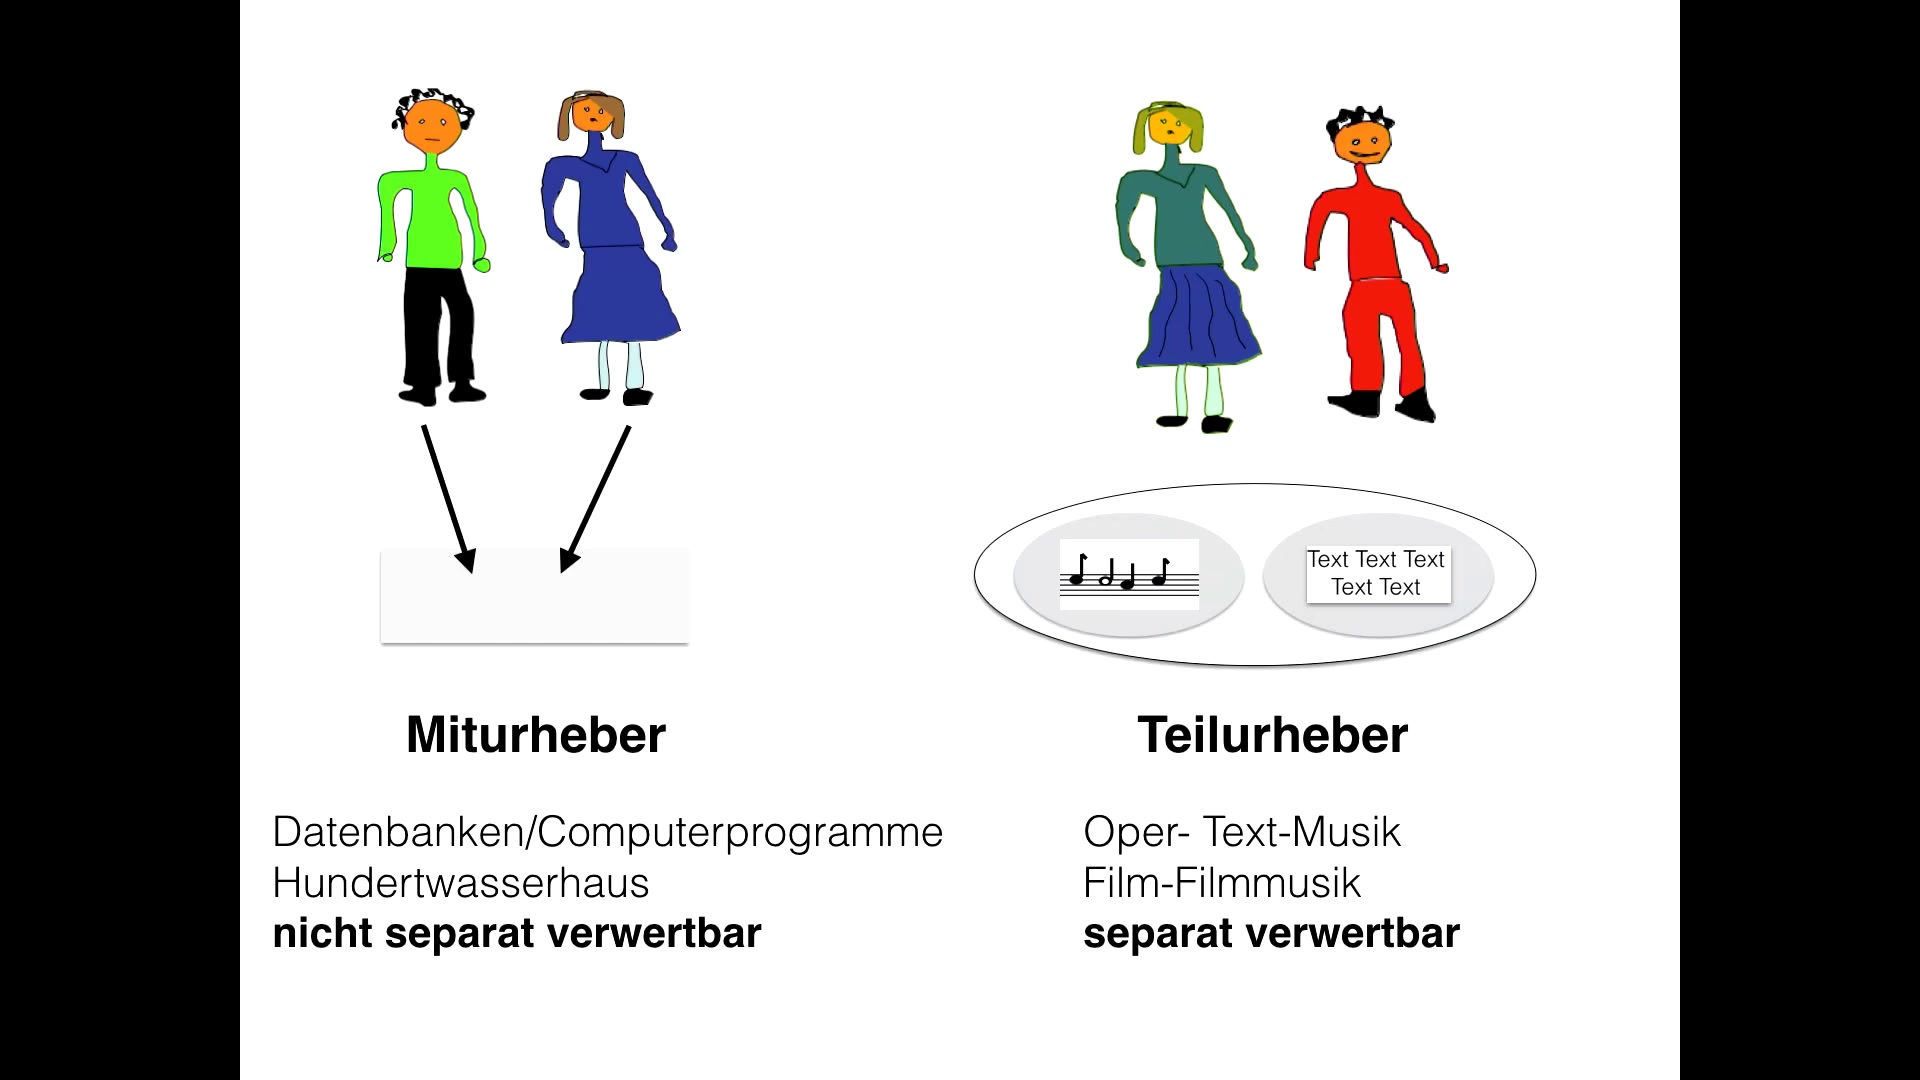 Text Text Text
Text Text
Miturheber
Datenbanken/Computerprogramme
Hundertwasserhaus
nicht separat verwertbar
Teilurheber
Oper- Text-Musik
Film-Filmmusik
separat verwertbar